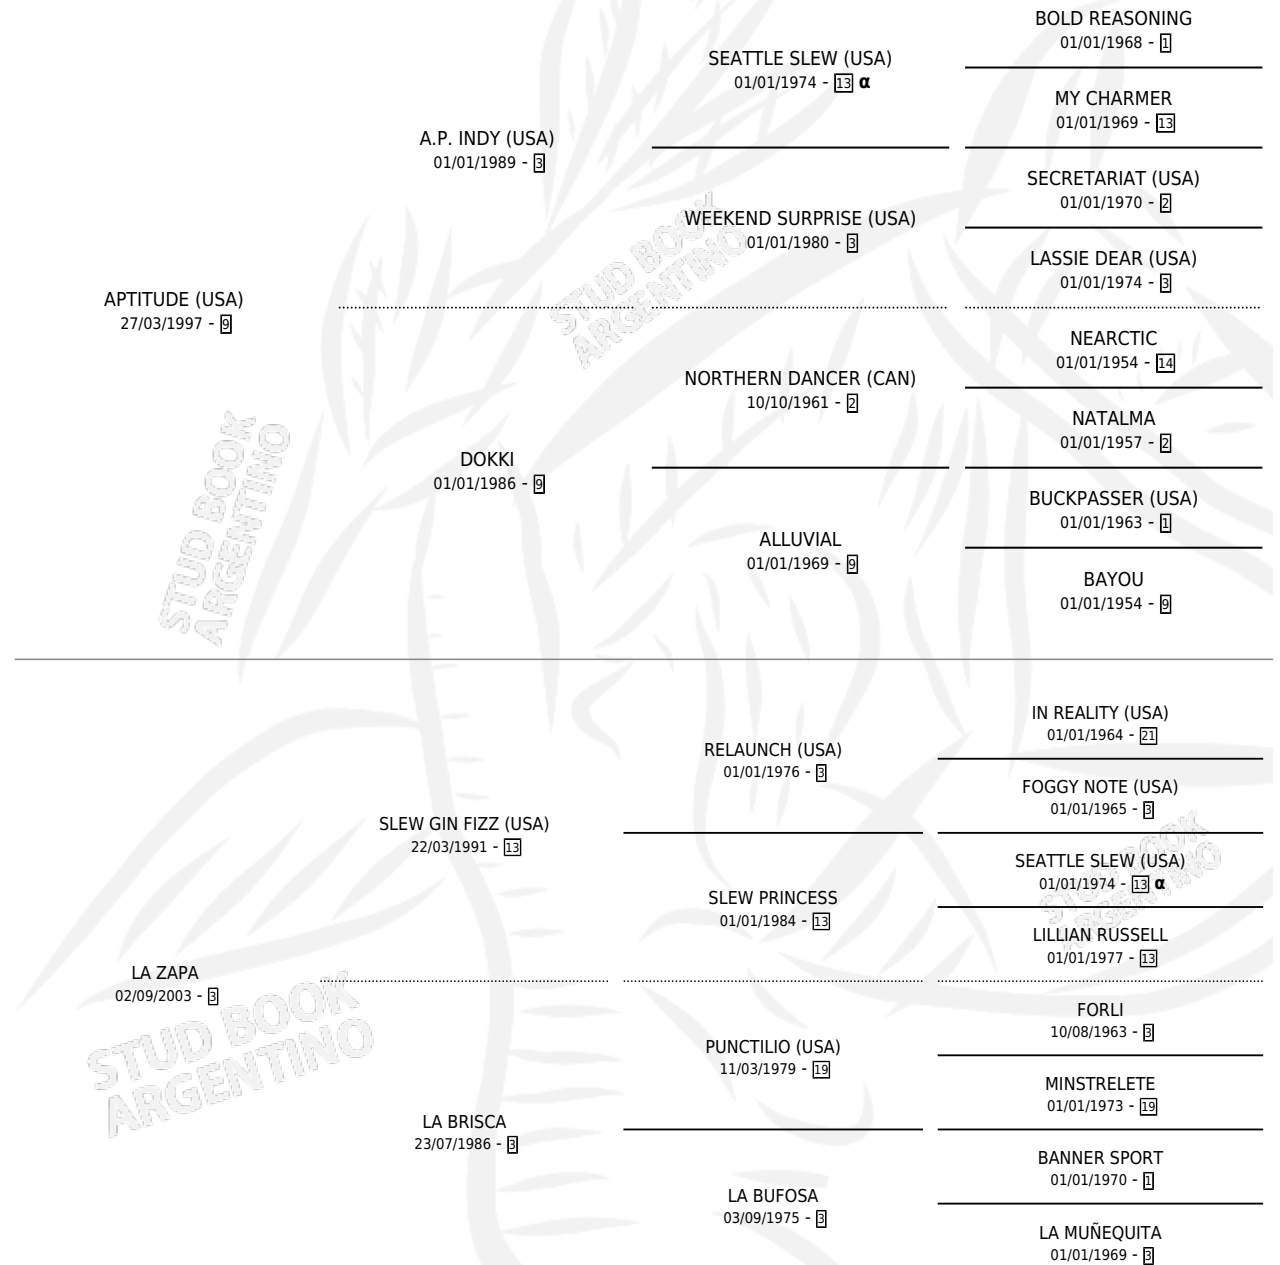 BOLD REASONING
01/01/1968 - 1
SEATTLE SLEW (USA)
01/01/1974 - 13 α
MY CHARMER
01/01/1969 - 13
A.P. INDY (USA)
01/01/1989 - 3
SECRETARIAT (USA)
01/01/1970 - 2
WEEKEND SURPRISE (USA)
01/01/1980 - 3
LASSIE DEAR (USA)
01/01/1974 - 3
APTITUDE (USA)
27/03/1997 - 9
NEARCTIC
01/01/1954 - 14
NORTHERN DANCER (CAN)
10/10/1961 - 2
NATALMA
01/01/1957 - 2
DOKKI
01/01/1986 - 9
BUCKPASSER (USA)
01/01/1963 - 1
ALLUVIAL
01/01/1969 - 9
BAYOU
01/01/1954 - 9
IN REALITY (USA)
01/01/1964 - 21
RELAUNCH (USA)
01/01/1976 - 3
FOGGY NOTE (USA)
01/01/1965 - 3
SLEW GIN FIZZ (USA)
22/03/1991 - 13
SEATTLE SLEW (USA)
01/01/1974 - 13 α
SLEW PRINCESS
01/01/1984 - 13
LILLIAN RUSSELL
01/01/1977 - 13
LA ZAPA
02/09/2003 - 3
FORLI
10/08/1963 - 3
PUNCTILIO (USA)
11/03/1979 - 19
MINSTRELETE
01/01/1973 - 19
LA BRISCA
23/07/1986 - 3
BANNER SPORT
01/01/1970 - 1
LA BUFOSA
03/09/1975 - 3
LA MUÑEQUITA
01/01/1969 - 3
STUD BOOK
ARGENTINO
STUD BOOK
ARGENTINO
STUD BOOK
ARGENTINO
STUD BOOK
ARGENTINO